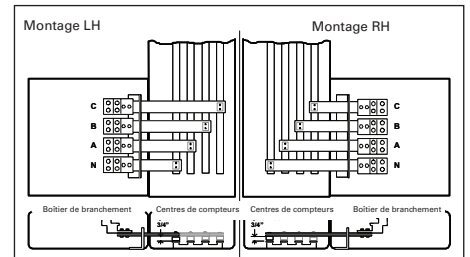 Montage LH
Montage RH
C
B
A
N
C
B
A
N
Boîtier de branchement
Centres de compteurs
Centres de compteurs
Boîtier de branchement
3/4"
3/4"